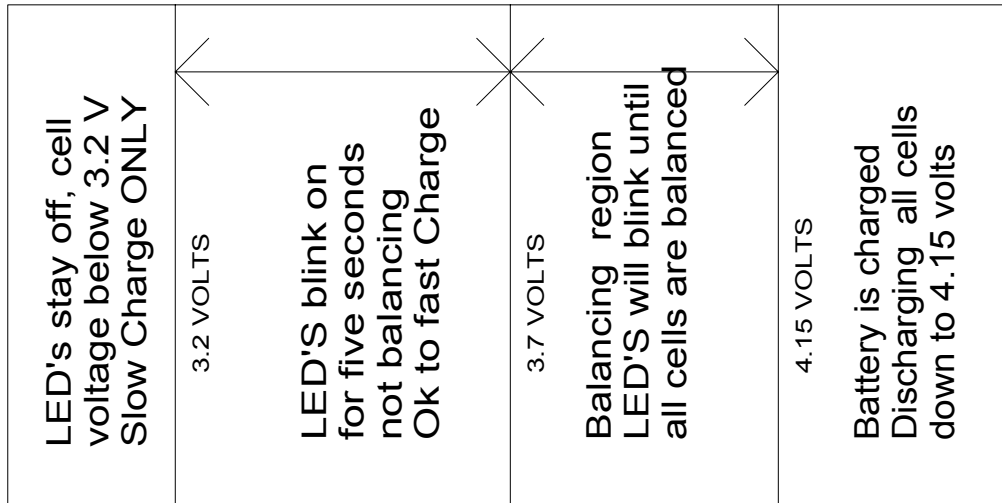 LED's stay off, cell
voltage below 3.2 V
Slow Charge ONLY
3.2 VOLTS
LED'S blink on
for five seconds
not balancing
Ok to fast Charge
3.7 VOLTS
Balancing region
LED'S will blink until
all cells are balanced
4.15 VOLTS
Battery is charged
Discharging all cells
down to 4.15 volts